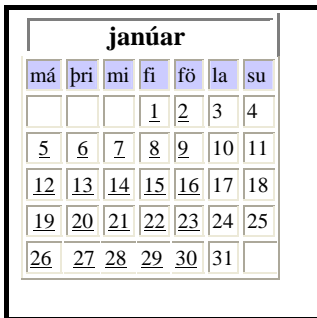 janúar
má þri mi fi fö la su
1 2 3 4
5 6 7 8 9 10 11
12 13 14 15 16 17 18
19 20 21 22 23 24 25
26 27 28 29 30 31